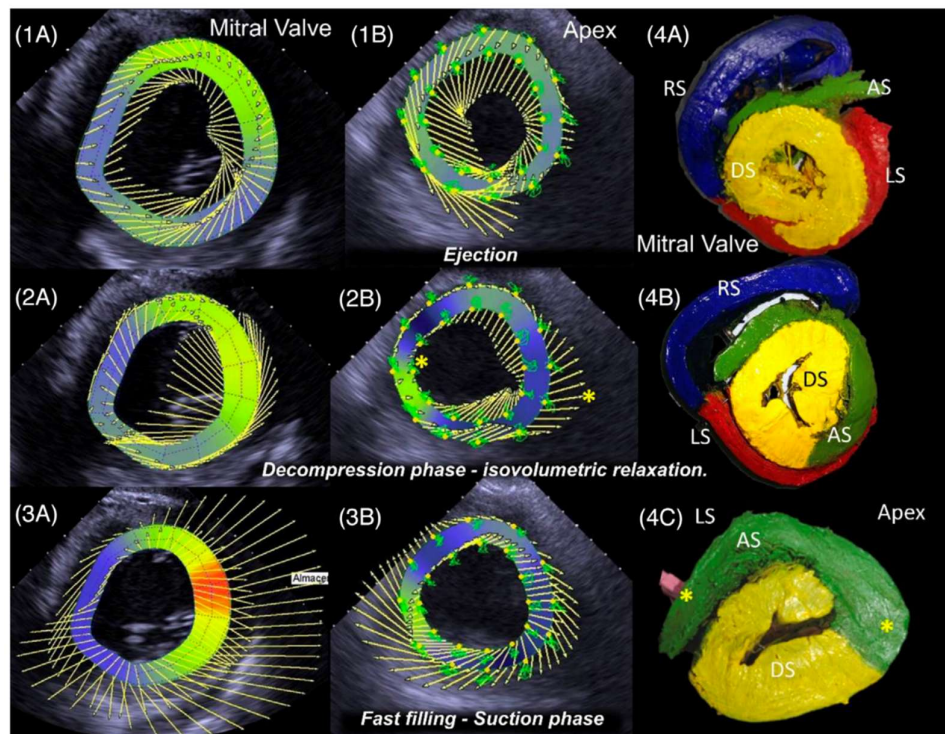 (1A)
Mitral Valve
(1B)
Apex
Ejection
(4A)
RS
AS
DS
LS
Mitral Valve
(2A)
(2B)
*
*
Decompression phase - isovolumetric relaxation.
(4B)
RS
DS
LS
AS
(3A)
Almacen
(3B)
Fast filling - Suction phase
(4C)
LS
Apex
AS
*
*
DS